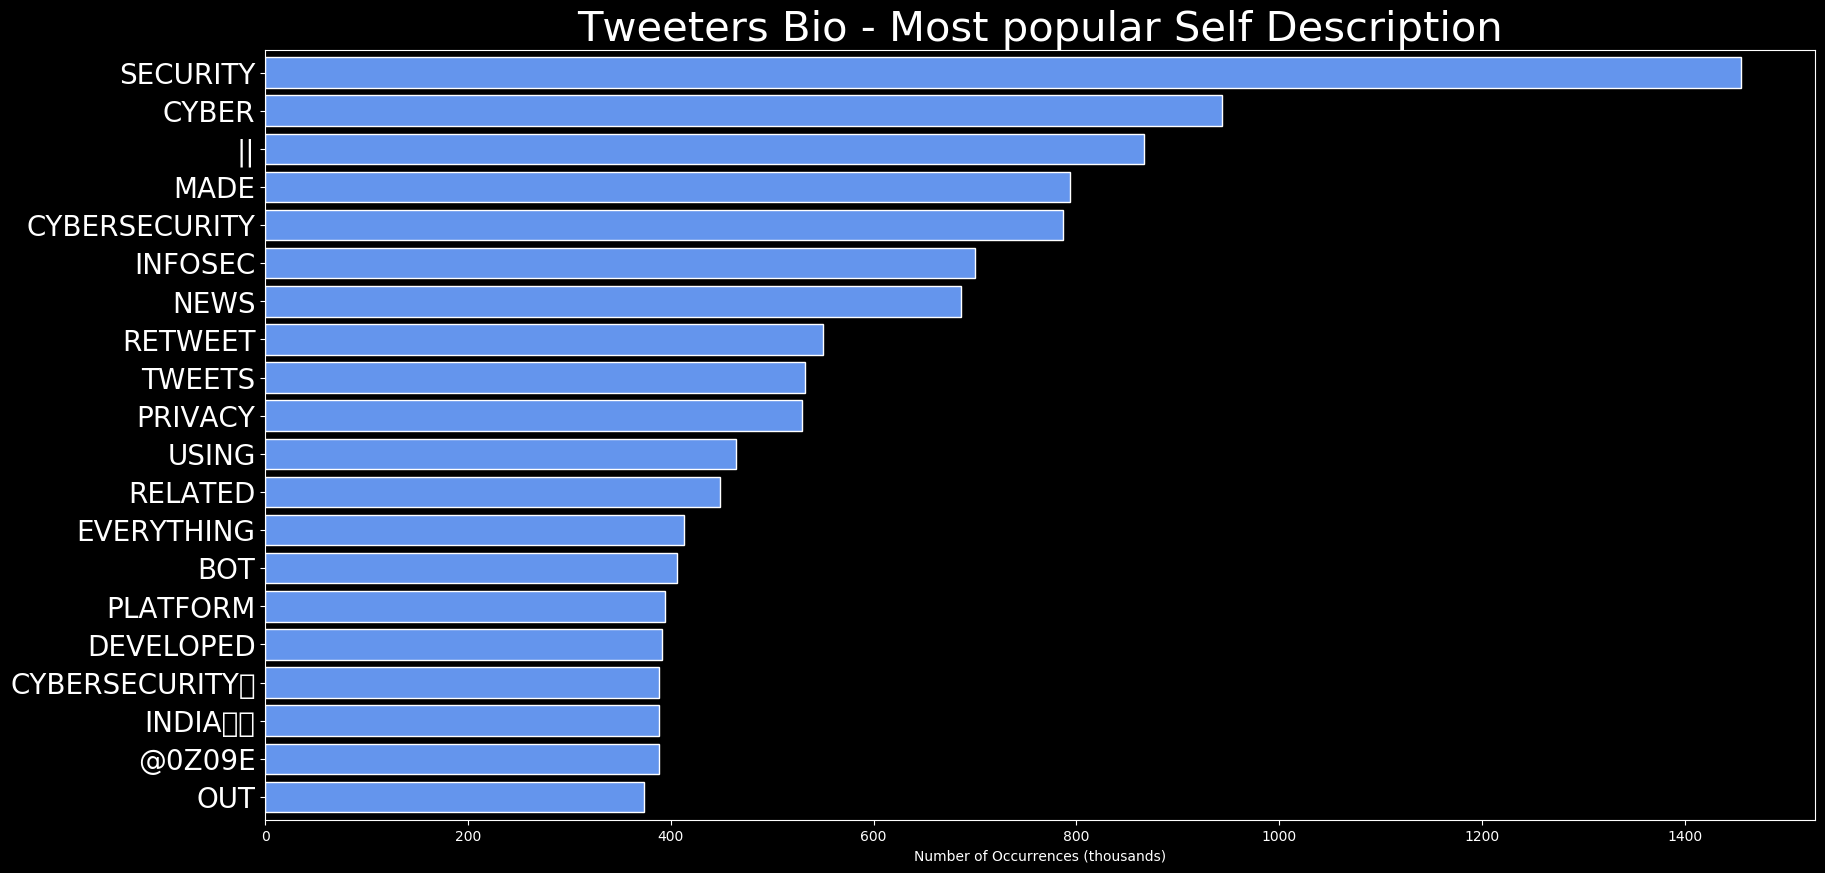 Tweeters Bio - Most popular Self Description
SECURITY
CYBER
||
MADE
CYBERSECURITY
INFOSEC
NEWS
RETWEET
TWEETS
PRIVACY
USING
RELATED
EVERYTHING
BOT
PLATFORM
DEVELOPED
CYBERSECURITY▯
INDIA▯▯
@0Z09E
OUT
0 200 400 600 800 1000 1200 1400
Number of Occurrences (thousands)